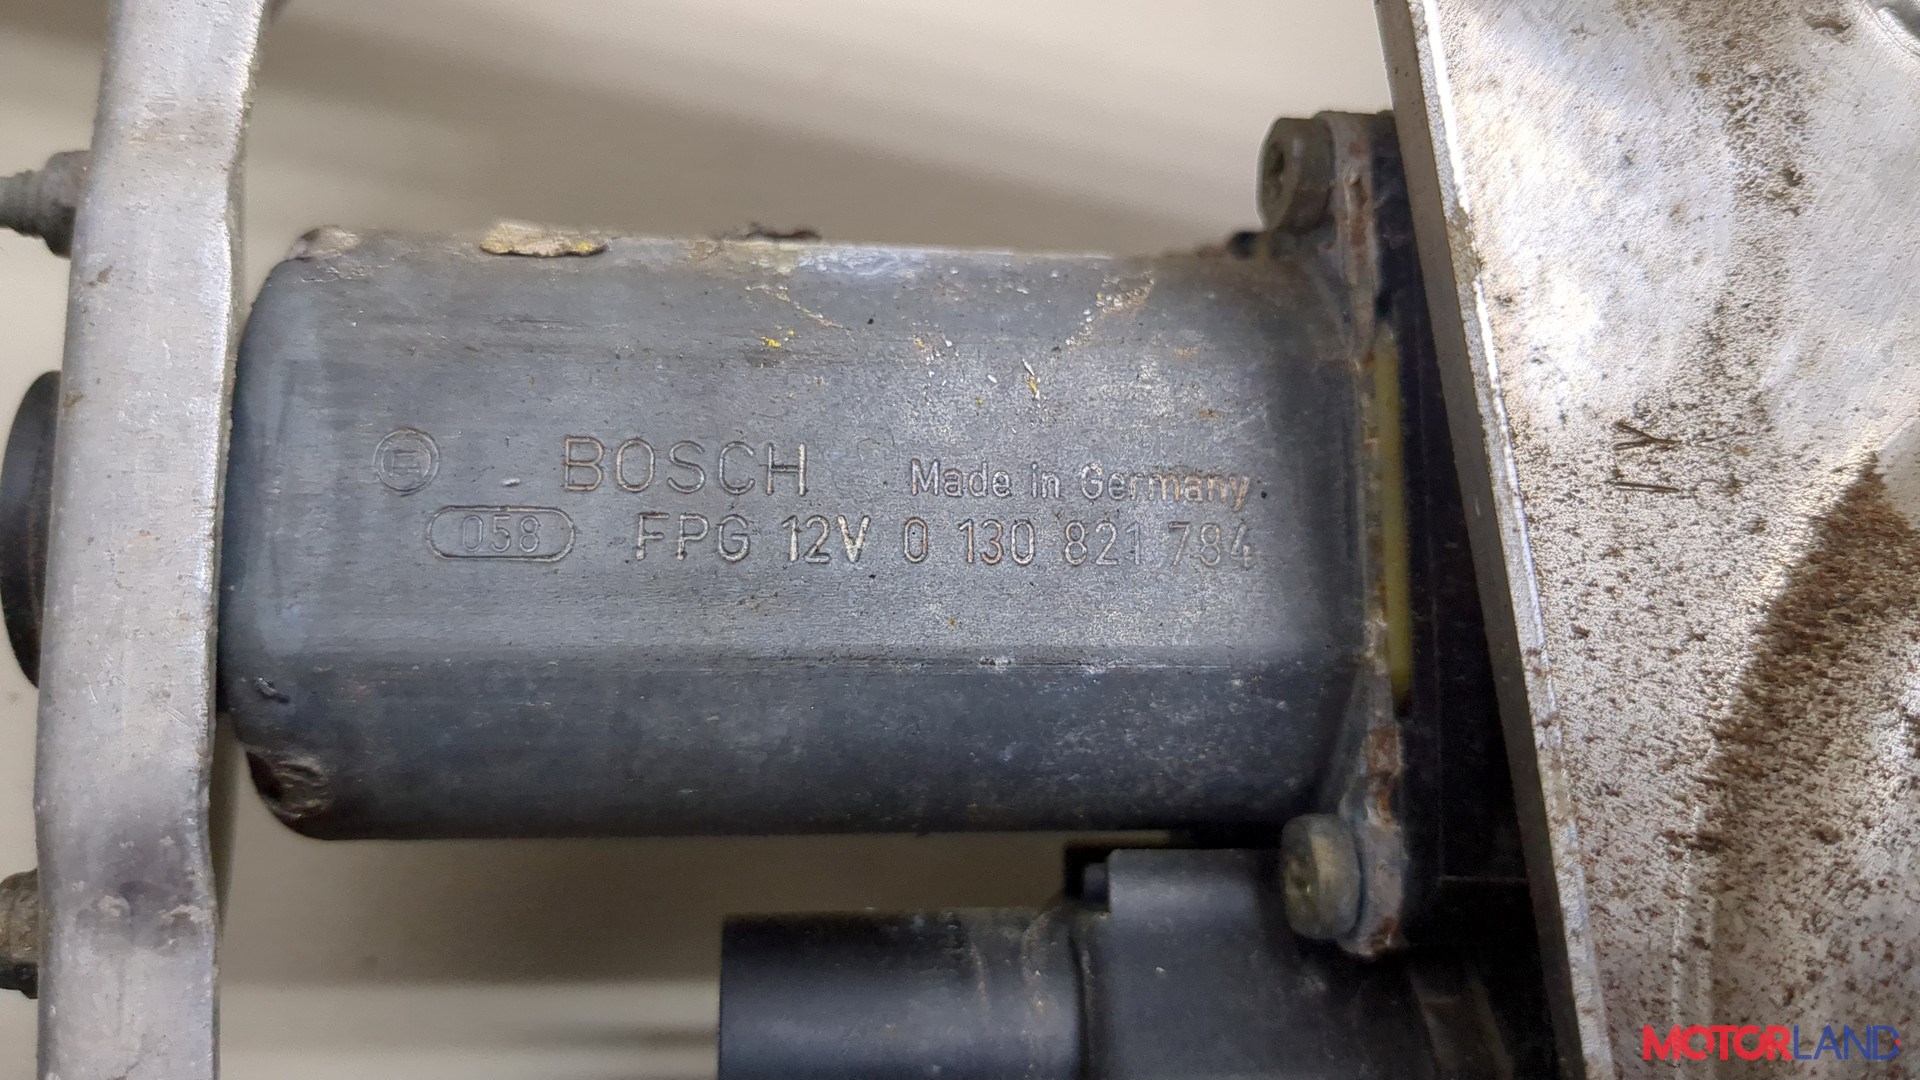 BOSCH Made in Germany
058 FPG 12V 0 130 821 784
MOTORLAND